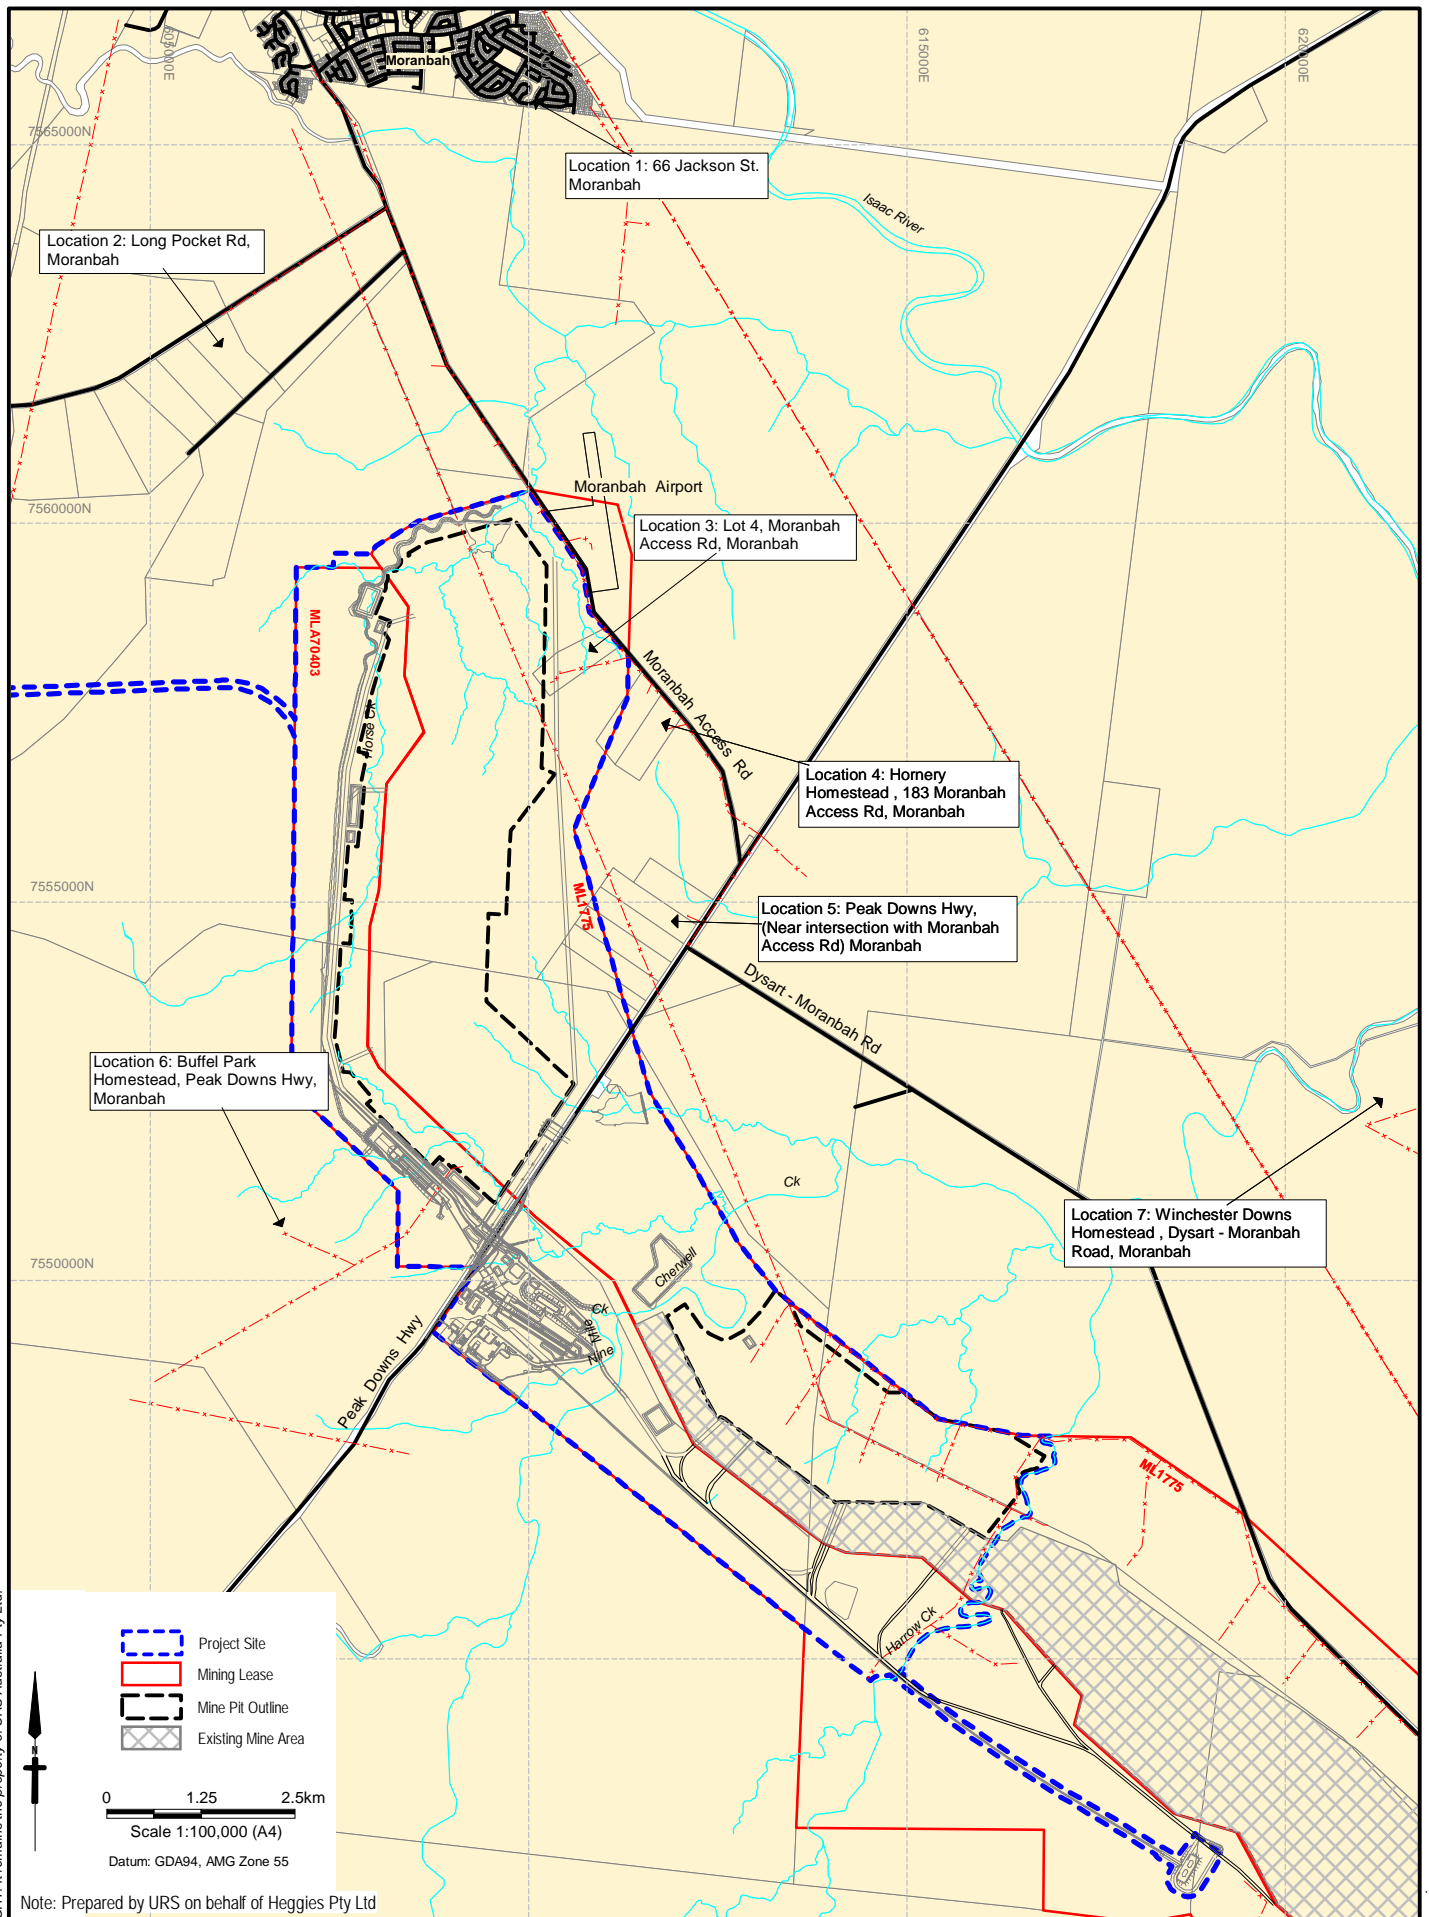 Moranbah
605000E
615000E
620000E
7565000N
Location 1: 66 Jackson St.
Moranbah
Isaac River
Location 2: Long Pocket Rd,
Moranbah
Moranbah Airport
7560000N
Location 3: Lot 4, Moranbah
Access Rd, Moranbah
MLA70403
Moranbah Access Rd
Horse Ck
Location 4: Hornery
Homestead , 183 Moranbah
Access Rd, Moranbah
7555000N
ML1775
Location 5: Peak Downs Hwy,
(Near intersection with Moranbah
Access Rd) Moranbah
Dysart - Moranbah Rd
Location 6: Buffel Park
Homestead, Peak Downs Hwy,
Moranbah
Ck
Cherwell
Location 7: Winchester Downs
Homestead , Dysart - Moranbah
Road, Moranbah
7550000N
Ck
Mile
Nine
Peak Downs Hwy
ML1775
Harrow Ck
Project Site
Mining Lease
Mine Pit Outline
Existing Mine Area
N
0 1.25 2.5km
Scale 1:100,000 (A4)
Datum: GDA94, AMG Zone 55
Note: Prepared by URS on behalf of Heggies Pty Ltd